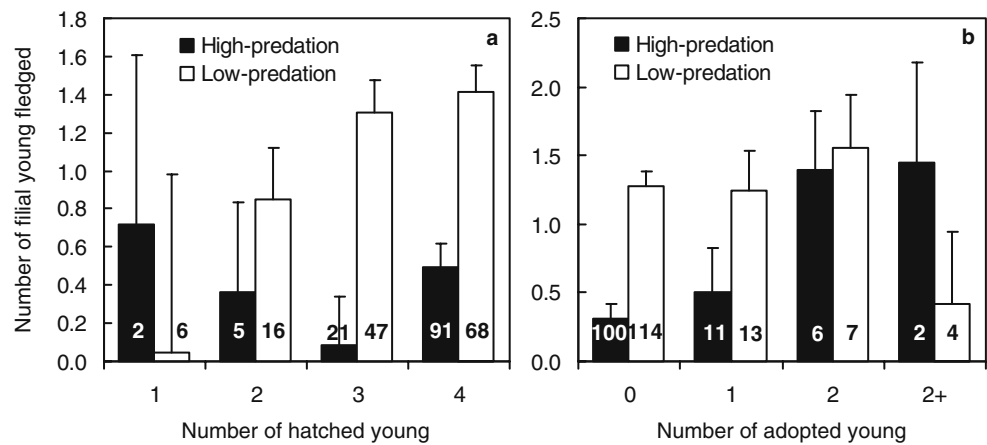 Number of filial young fledged
1.8
1.6
1.4
1.2
1.0
0.8
0.6
0.4
0.2
0.0
High-predation
Low-predation
a
2 6 5 16 21 47 91 68
1 2 3 4
Number of hatched young
2.5
2.0
1.5
1.0
0.5
0.0
High-predation
Low-predation
b
100 114 11 13 6 7 2 4
0 1 2 2+
Number of adopted young